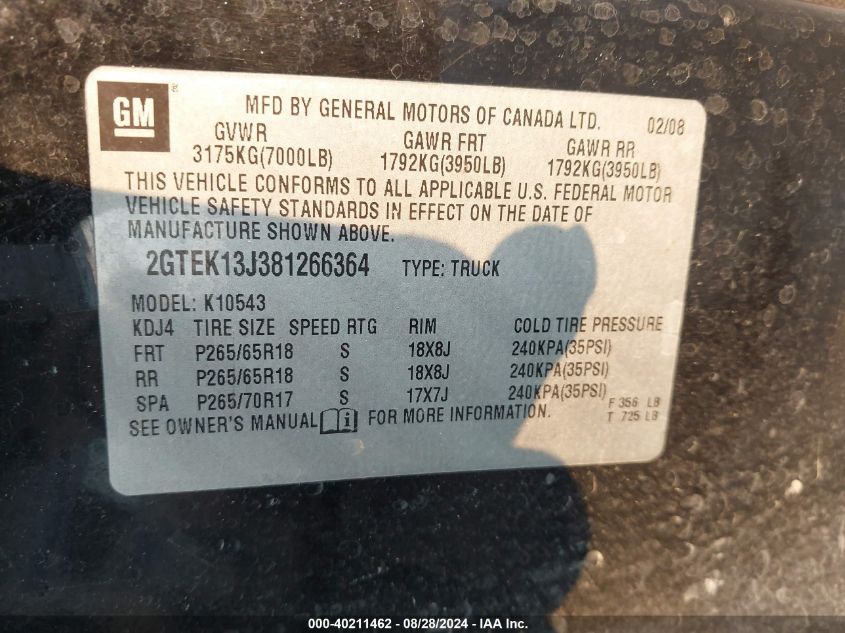 GM ®
MFD BY GENERAL MOTORS OF CANADA LTD. 02/08
GVWR GAWR FRT GAWR RR
3175KG(7000LB) 1792KG(3950LB) 1792KG(3950LB)
THIS VEHICLE CONFORMS TO ALL APPLICABLE U.S. FEDERAL MOTOR
VEHICLE SAFETY STANDARDS IN EFFECT ON THE DATE OF
MANUFACTURE SHOWN ABOVE.
2GTEK13J381266364 TYPE: TRUCK
MODEL: K10543
KDJ4 TIRE SIZE SPEED RTG RIM COLD TIRE PRESSURE
FRT P265/65R18 S 18X8J 240KPA(35PSI)
RR P265/65R18 S 18X8J 240KPA(35PSI)
SPA P265/70R17 S 17X7J 240KPA(35PSI)
F 356 LB
SEE OWNER'S MANUAL i FOR MORE INFORMATION. T 725 LB
000-40211462 - 08/28/2024 - IAA Inc.